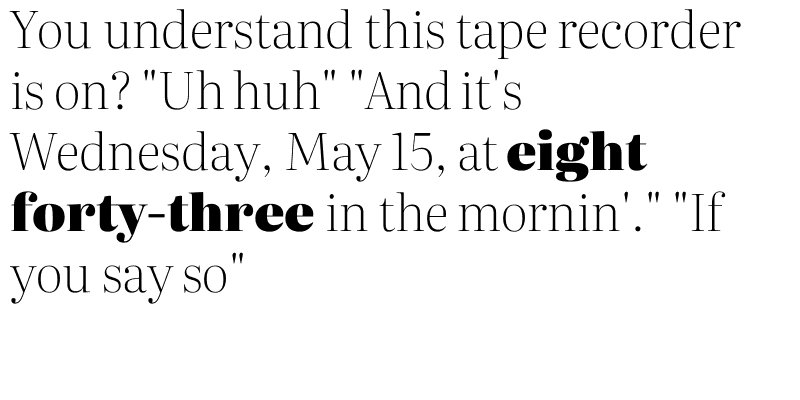 You understand this tape recorder
is on? "Uh huh" "And it's
Wednesday, May 15, at eight
forty-three in the mornin'." "If
you say so"